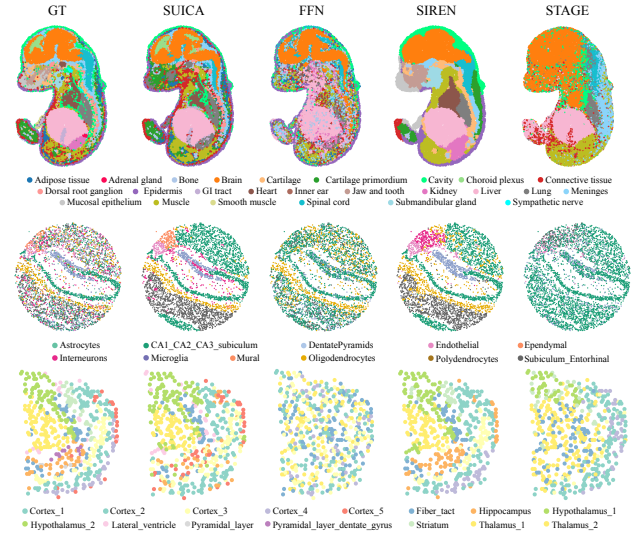 GT SUICA FFN SIREN STAGE
Adipose tissue Adrenal gland Bone Brain Cartilage Cartilage primordium Cavity Choroid plexus Connective tissue
Dorsal root ganglion Epidermis GI tract Heart Inner ear Jaw and tooth Kidney Liver Lung Meninges
Mucosal epithelium Muscle Smooth muscle Spinal cord Submandibular gland Sympathetic nerve
Astrocytes CA1_CA2_CA3_subiculum DentatePyramids Endothelial Ependymal
Interneurons Microglia Mural Oligodendrocytes Polydendrocytes Subiculum_Entorhinal
Cortex_1 Cortex_2 Cortex_3 Cortex_4 Cortex_5 Fiber_tact Hippocampus Hypothalamus_1
Hypothalamus_2 Lateral_ventricle Pyramidal_layer Pyramidal_layer_dentate_gyrus Striatum Thalamus_1 Thalamus_2